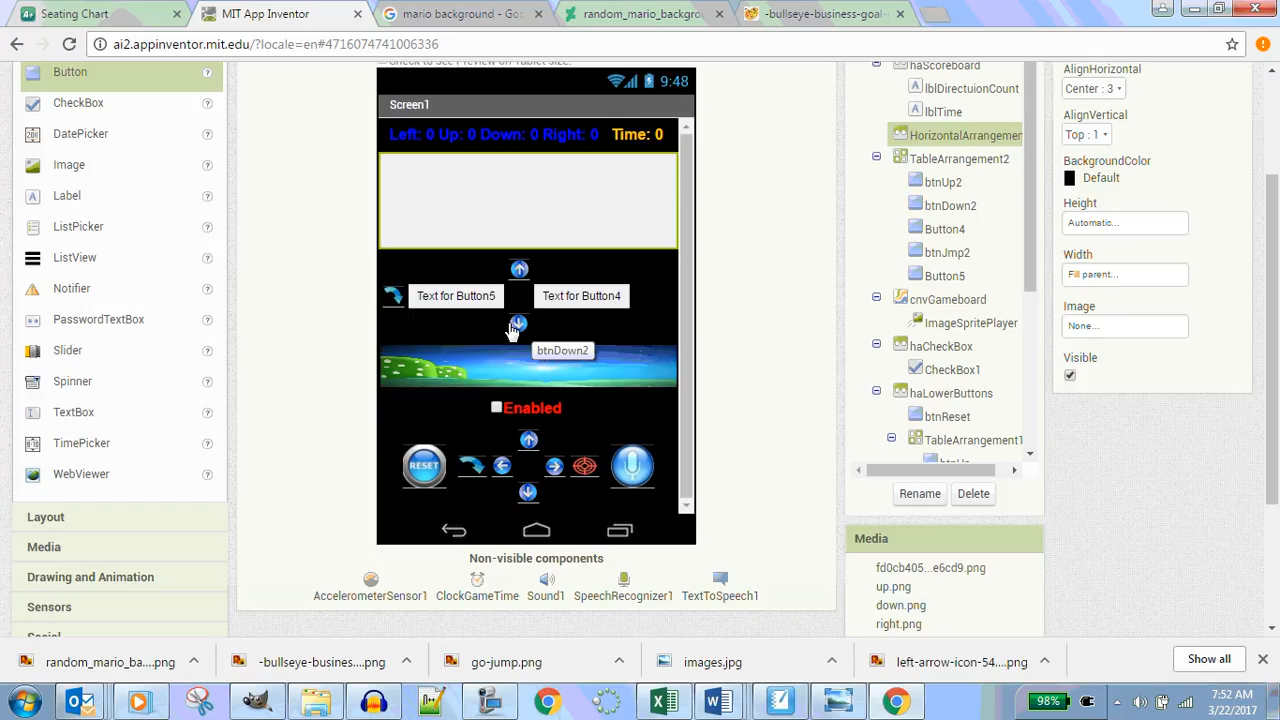 Seating Chart
MIT App Inventor
mario background - Goo
random_mario_backgrou
-bullseye-business-goal-
ai2.appinventor.mit.edu/?locale=en#4716074741006336
Button
CheckBox
DatePicker
Image
Label
ListPicker
ListView
Notifier
PasswordTextBox
Slider
Spinner
TextBox
TimePicker
WebViewer
Layout
Media
Drawing and Animation
Sensors
9:48
Screen1
Left: 0 Up: 0 Down: 0 Right: 0 Time: 0
Text for Button5
Text for Button4
btnDown2
Enabled
RESET
Non-visible components
AccelerometerSensor1
ClockGameTime
Sound1
SpeechRecognizer1
TextToSpeech1
haScoreboard
lblDirectuionCount
lblTime
HorizontalArrangemen
TableArrangement2
btnUp2
btnDown2
Button4
btnJmp2
Button5
cnvGameboard
ImageSpritePlayer
haCheckBox
CheckBox1
haLowerButtons
btnReset
TableArrangement1
Rename
Delete
Media
fd0cb405...e6cd9.png
up.png
down.png
right.png
AlignHorizontal
Center : 3
AlignVertical
Top : 1
BackgroundColor
Default
Height
Automatic...
Width
Fill parent...
Image
None...
Visible
random_mario_ba....png
-bullseye-busines....png
go-jump.png
images.jpg
left-arrow-icon-54....png
Show all
98%
7:52 AM
3/22/2017